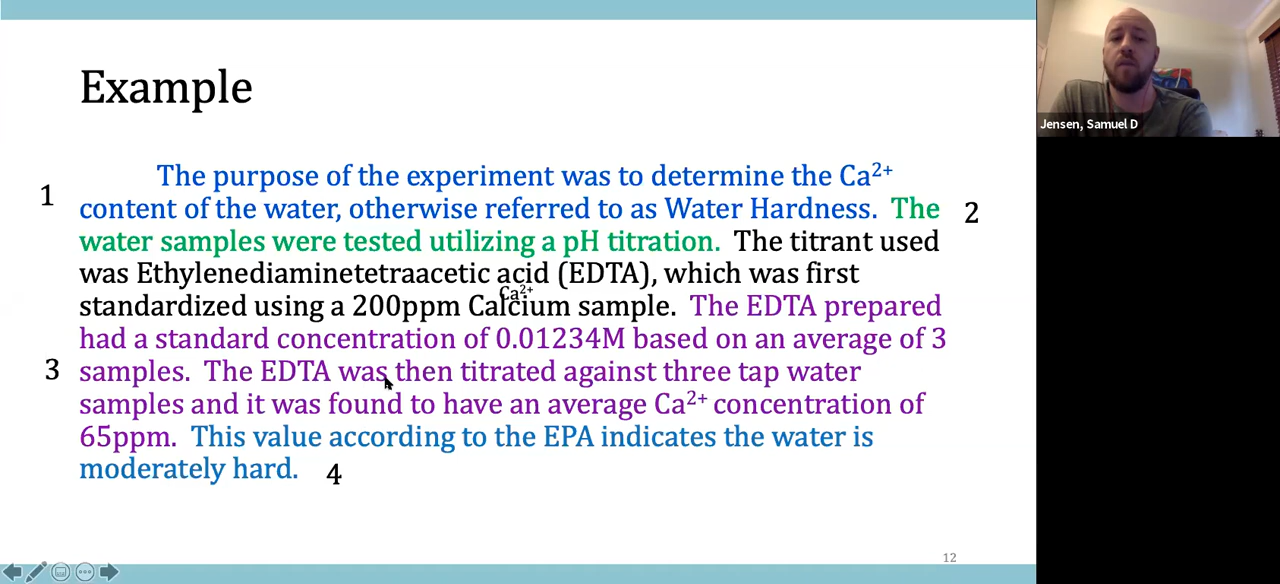 Example
The purpose of the experiment was to determine the Ca²⁺
1
content of the water, otherwise referred to as Water Hardness. The
2
water samples were tested utilizing a pH titration. The titrant used
was Ethylenediaminetetraacetic acid (EDTA), which was first
Ca²⁺
standardized using a 200ppm Calcium sample. The EDTA prepared
had a standard concentration of 0.01234M based on an average of 3
3
samples. The EDTA was then titrated against three tap water
samples and it was found to have an average Ca²⁺ concentration of
65ppm. This value according to the EPA indicates the water is
moderately hard.
4
12
Jensen, Samuel D